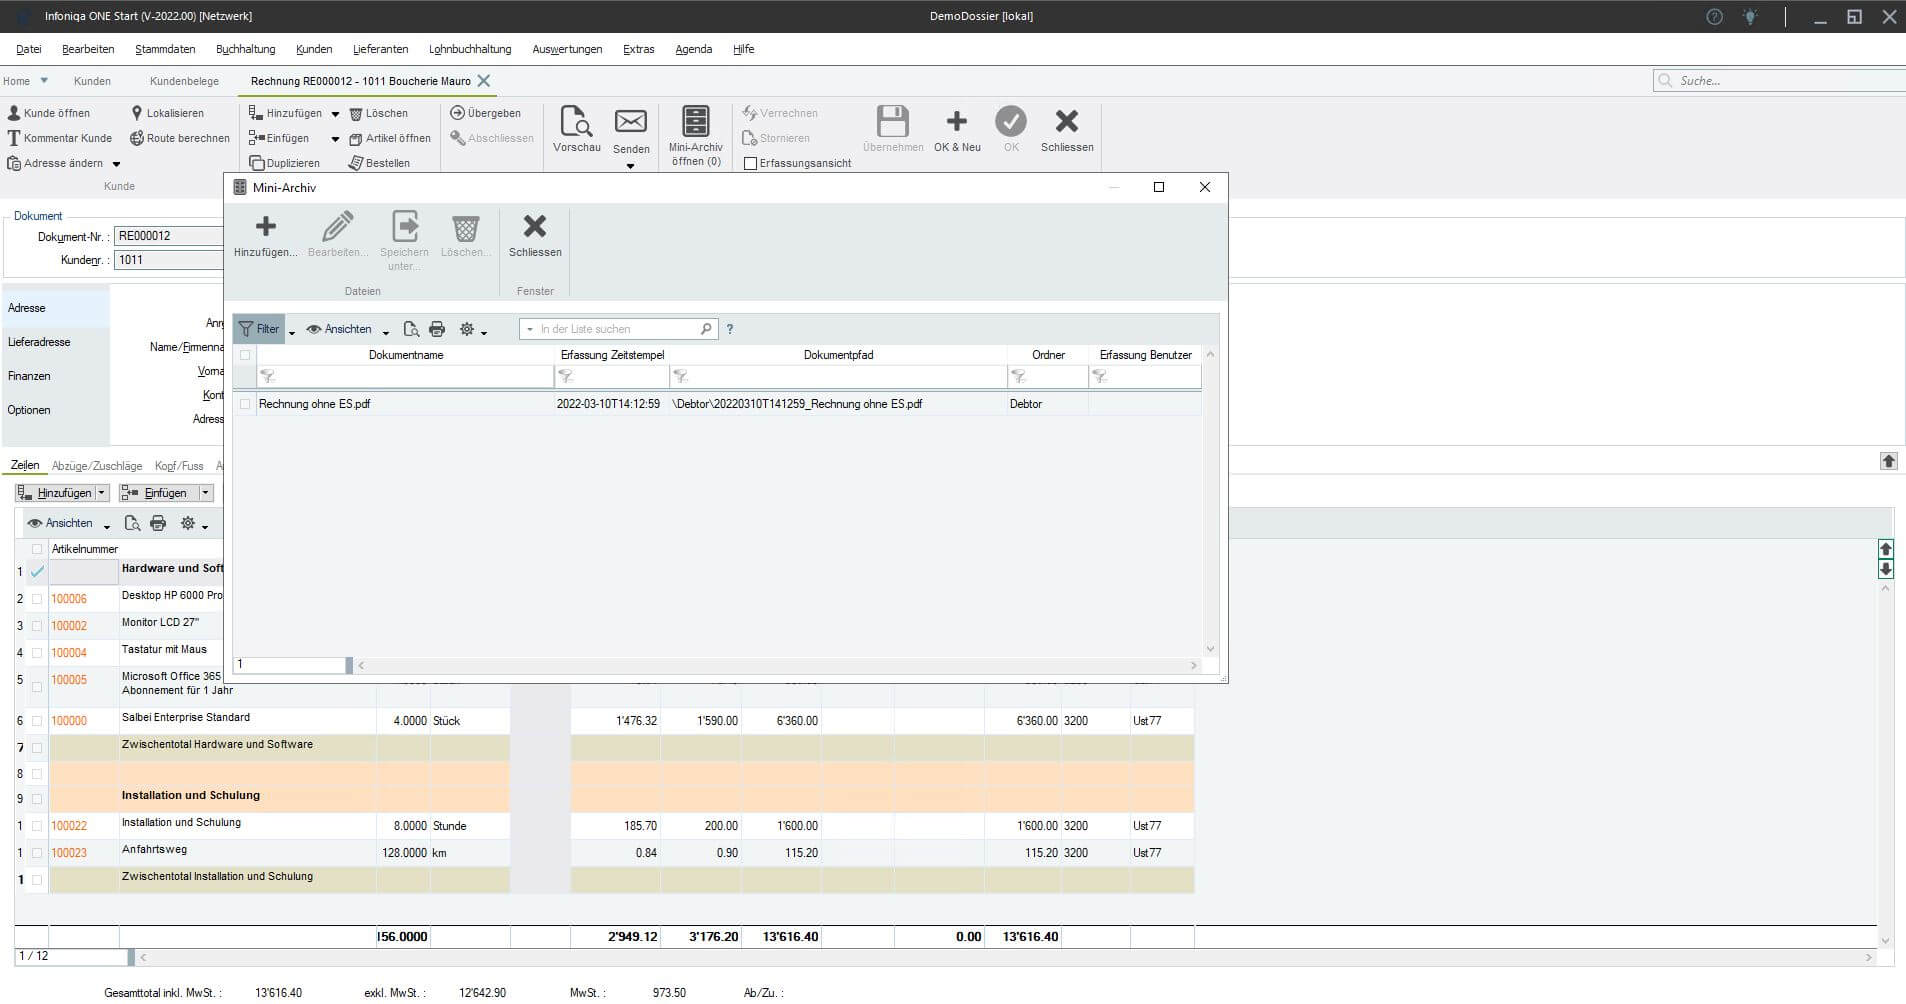 Infoniqa ONE Start (V-2022.00) [Netzwerk]
DemoDossier [lokal]
Datei Bearbeiten Stammdaten Buchhaltung Kunden Lieferanten Lohnbuchhaltung Auswertungen Extras Agenda Hilfe
Home Kunden Kundenbelege Rechnung RE000012 - 1011 Boucherie Mauro
Suche...
Kunde öffnen Lokalisieren Hinzufügen Löschen Übergeben Verrechnen
Kommentar Kunde Route berechnen Einfügen Artikel öffnen Abschliessen Stornieren
Vorschau Senden Mini-Archiv öffnen (0) Übernehmen OK & Neu OK Schliessen
Adresse ändern Duplizieren Bestellen Erfassungsansicht
Kunde
Mini-Archiv
Dokument
Dokument-Nr. : RE000012
Kundenr. : 1011
Hinzufügen... Bearbeiten... Speichern unter... Löschen... Schliessen
Dateien Fenster
Adresse
Lieferadresse
Finanzen
Optionen
Name/Firmenna
Vorna
Kont
Adress
Filter Ansichten In der Liste suchen ?
Dokumentname Erfassung Zeitstempel Dokumentpfad Ordner Erfassung Benutzer
Rechnung ohne ES.pdf 2022-03-10T14:12:59 \Debtor\20220310T141259_Rechnung ohne ES.pdf Debtor
1
Zeilen Abzüge/Zuschläge Kopf/Fuss
Hinzufügen Einfügen
Ansichten
Artikelnummer
1 Hardware und Soft
2 100006 Desktop HP 6000 Pro
3 100002 Monitor LCD 27"
4 100004 Tastatur mit Maus
5 100005 Microsoft Office 365
Abonnement für 1 Jahr
6 100000 Salbei Enterprise Standard 4.0000 Stück 1'476.32 1'590.00 6'360.00 6'360.00 3200 Ust77
7 Zwischentotal Hardware und Software
8
9 Installation und Schulung
1 100022 Installation und Schulung 8.0000 Stunde 185.70 200.00 1'600.00 1'600.00 3200 Ust77
1 100023 Anfahrtsweg 128.0000 km 0.84 0.90 115.20 115.20 3200 Ust77
1 Zwischentotal Installation und Schulung
156.0000 2'949.12 3'176.20 13'616.40 0.00 13'616.40
1 / 12
Gesamttotal inkl. MwSt. : 13'616.40 exkl. MwSt. : 12'642.90 MwSt. : 973.50 Ab/Zu. :